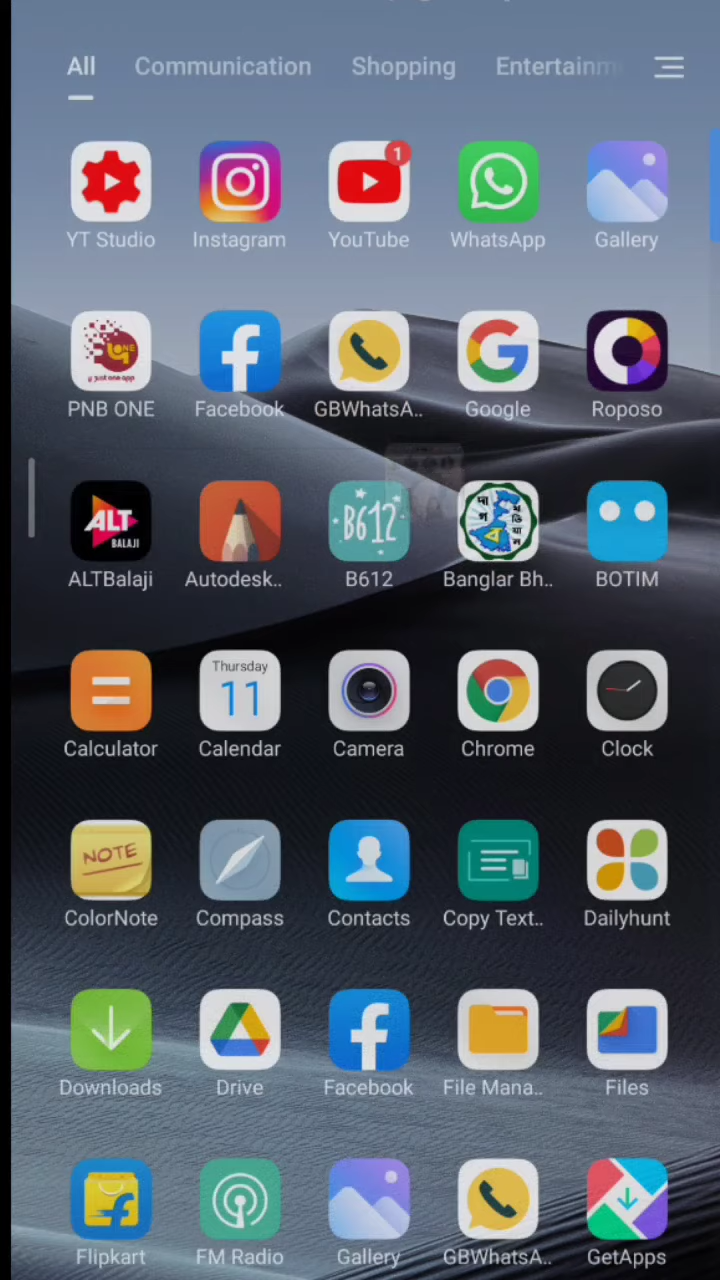 All Communication Shopping Entertainm
1
YT Studio Instagram YouTube WhatsApp Gallery
ONE
PNB ONE Facebook GBWhatsA.. Google Roposo
ALT
BALAJI
B612
ALTBalaji Autodesk.. B612 Banglar Bh.. BOTIM
Thursday
11
Calculator Calendar Camera Chrome Clock
NOTE
ColorNote Compass Contacts Copy Text.. Dailyhunt
Downloads Drive Facebook File Mana.. Files
Flipkart FM Radio Gallery GBWhatsA.. GetApps